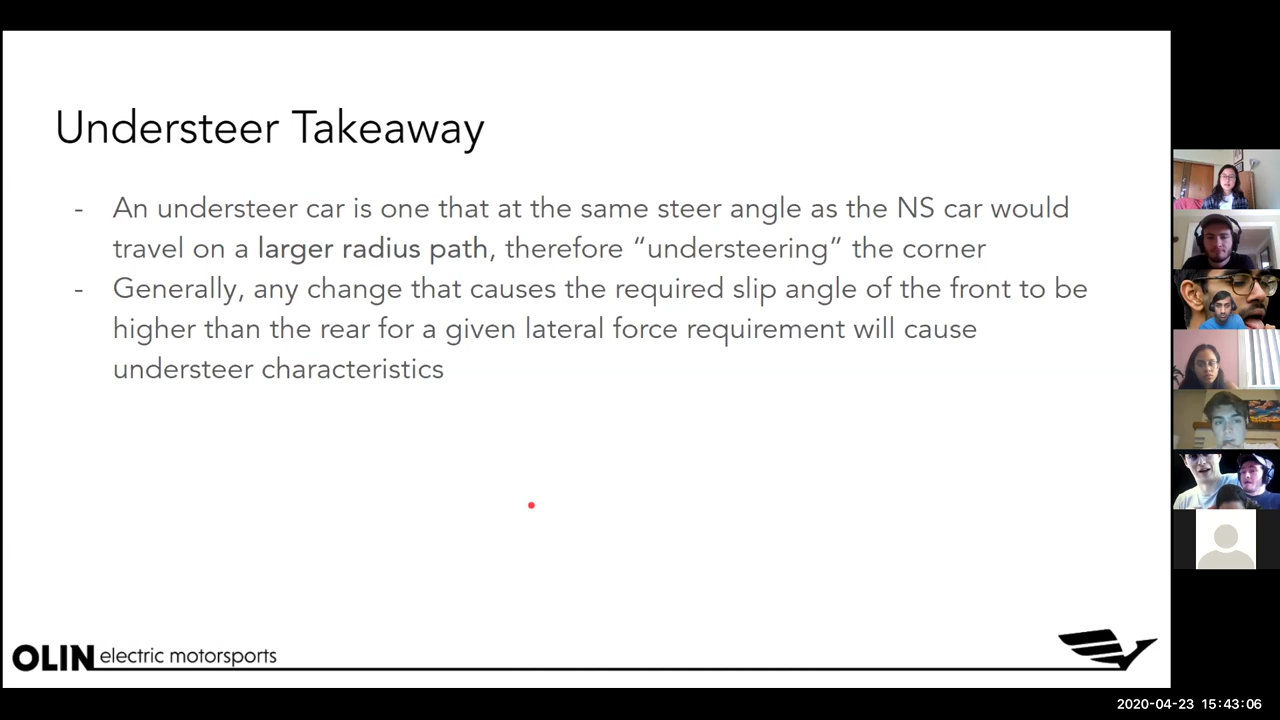 Understeer Takeaway
- An understeer car is one that at the same steer angle as the NS car would
travel on a larger radius path, therefore “understeering” the corner
- Generally, any change that causes the required slip angle of the front to be
higher than the rear for a given lateral force requirement will cause
understeer characteristics
OLIN electric motorsports
2020-04-23 15:43:06